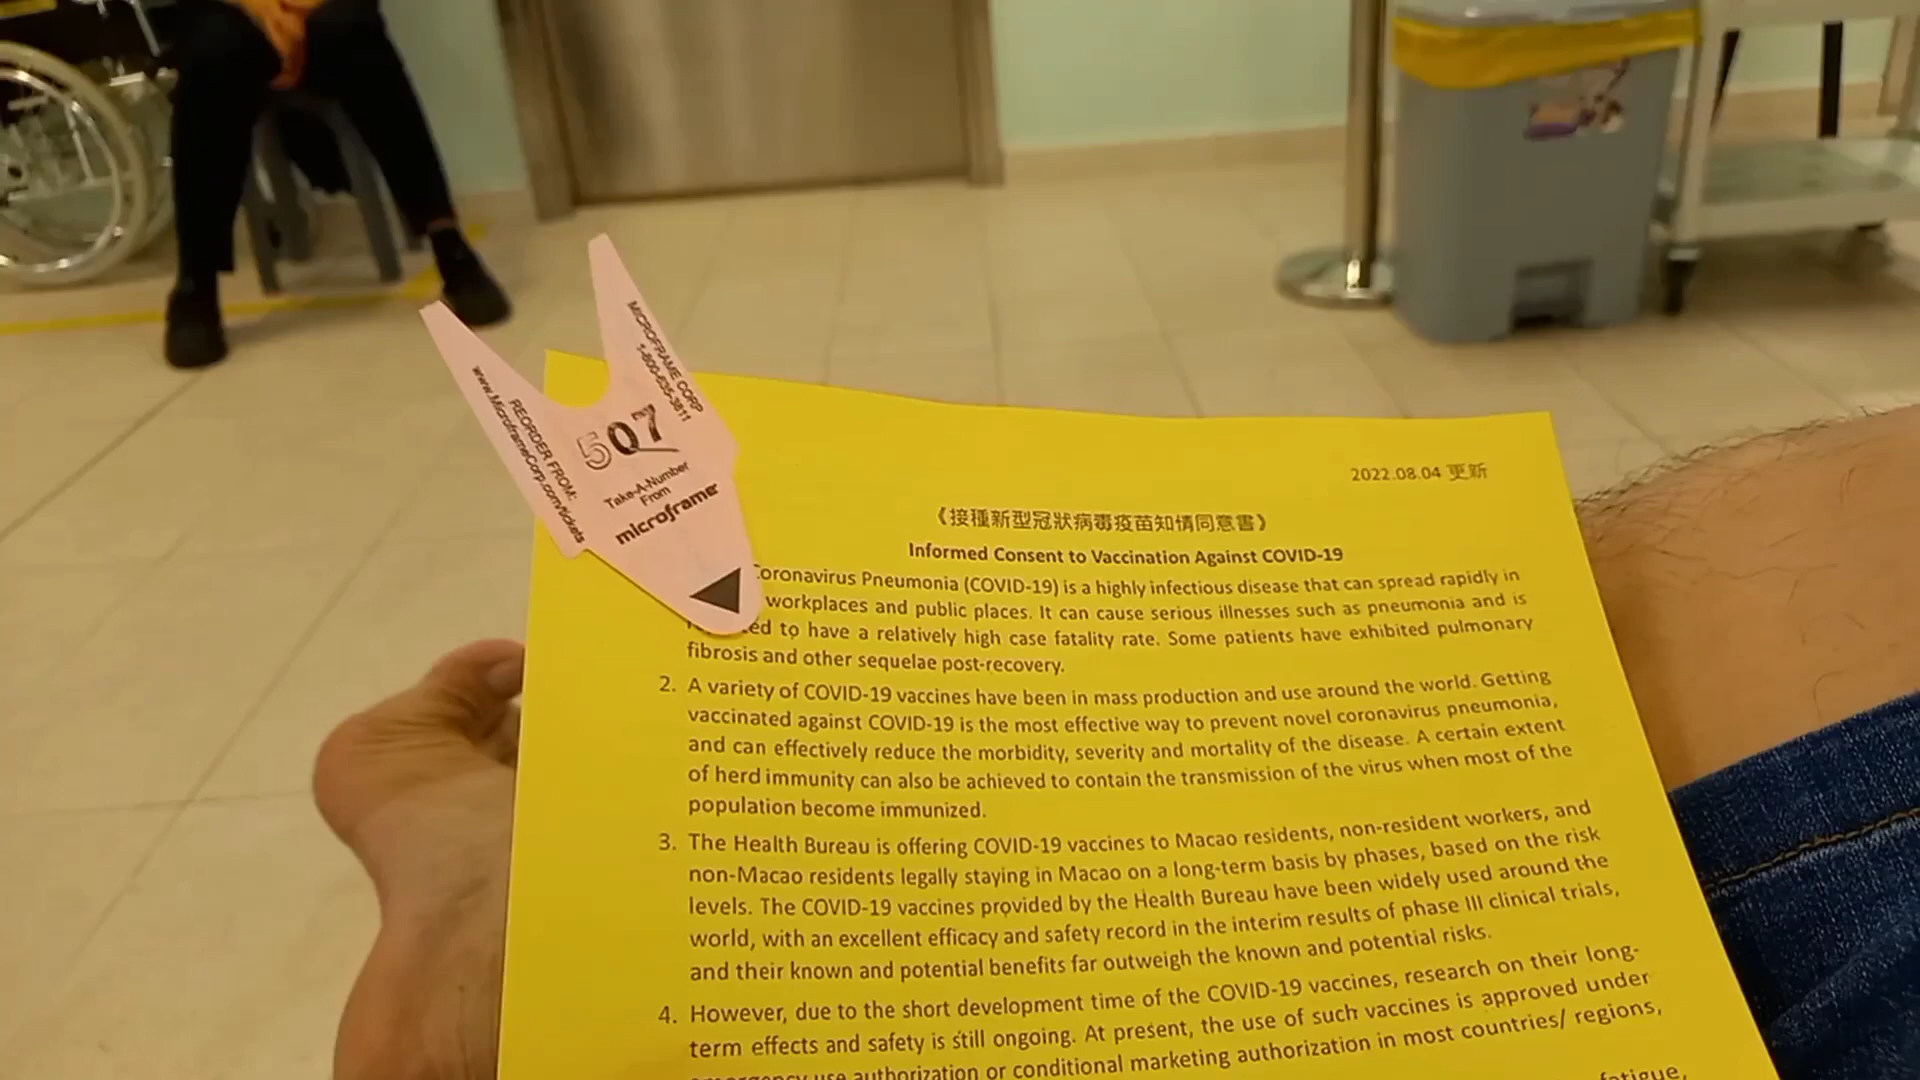 MICROFRAME CORP
1-800-635-3811
507
Take-A-Number
From
microframe
REORDER FROM:
www.MicroframeCorp.com/tickets
2022.08.04 更新
《接種新型冠狀病毒疫苗知情同意書》
Informed Consent to Vaccination Against COVID-19
Coronavirus Pneumonia (COVID-19) is a highly infectious disease that can spread rapidly in
workplaces and public places. It can cause serious illnesses such as pneumonia and is
to have a relatively high case fatality rate. Some patients have exhibited pulmonary
fibrosis and other sequelae post-recovery.
2. A variety of COVID-19 vaccines have been in mass production and use around the world. Getting
vaccinated against COVID-19 is the most effective way to prevent novel coronavirus pneumonia,
and can effectively reduce the morbidity, severity and mortality of the disease. A certain extent
of herd immunity can also be achieved to contain the transmission of the virus when most of the
population become immunized.
3. The Health Bureau is offering COVID-19 vaccines to Macao residents, non-resident workers, and
non-Macao residents legally staying in Macao on a long-term basis by phases, based on the risk
levels. The COVID-19 vaccines provided by the Health Bureau have been widely used around the
world, with an excellent efficacy and safety record in the interim results of phase III clinical trials,
and their known and potential benefits far outweigh the known and potential risks.
4. However, due to the short development time of the COVID-19 vaccines, research on their long-
term effects and safety is still ongoing. At present, the use of such vaccines is approved under
emergency use authorization or conditional marketing authorization in most countries/ regions,
fatigue,